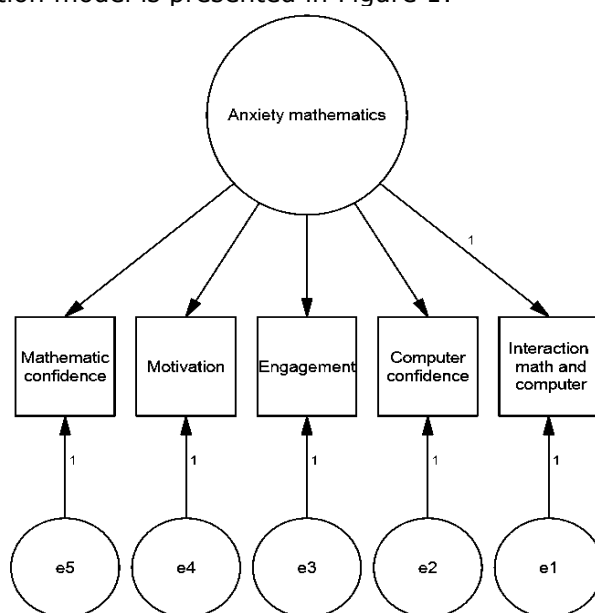 tion model is presented in Figure 1.
Anxiety mathematics
1
Mathematic
confidence
Motivation
Engagement
Computer
confidence
Interaction
math and
computer
1
1
1
1
1
e5
e4
e3
e2
e1